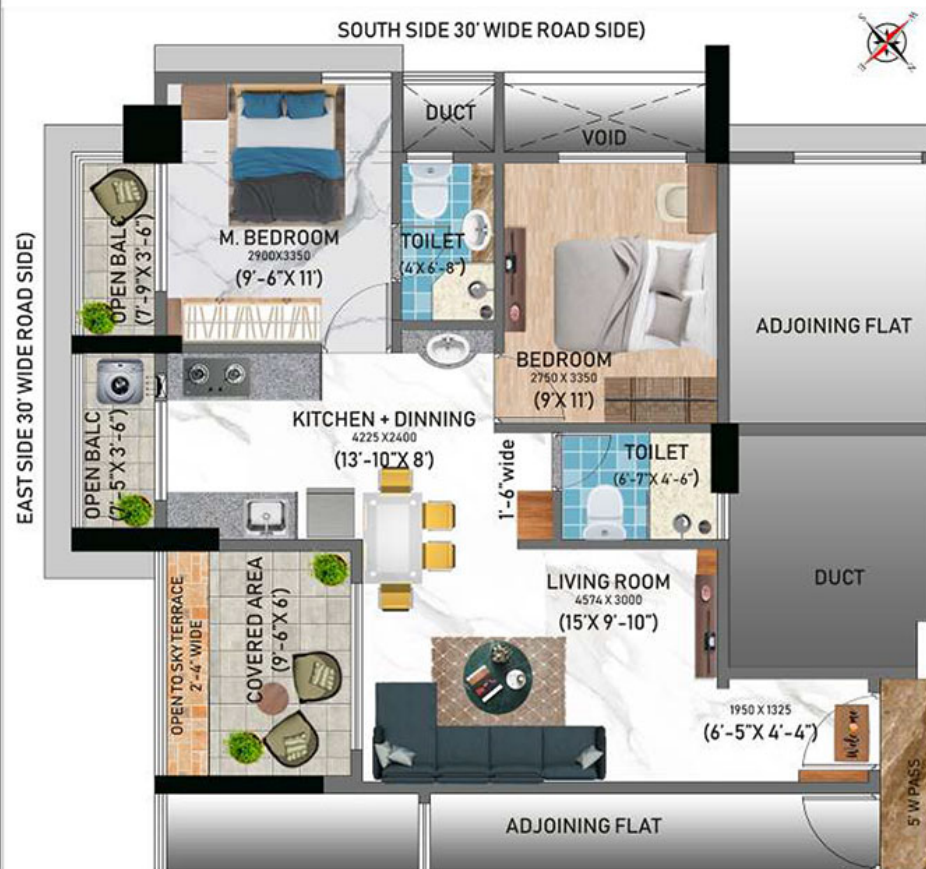 SOUTH SIDE 30' WIDE ROAD SIDE)
S
W
E
N
DUCT
VOID
EAST SIDE 30' WIDE ROAD SIDE)
OPEN BALC
(7'-9"X 3'-6")
M. BEDROOM
2900X3350
(9'-6"X 11')
TOILET
(4'X 6'-8")
BEDROOM
2750 X 3350
(9'X 11')
ADJOINING FLAT
OPEN BALC
(7'-5"X 3'-6")
KITCHEN + DINNING
4225 X2400
(13'-10"X 8')
1'-6"wide
TOILET
(6'-7"X 4'-6")
DUCT
OPEN TO SKY TERRACE
2'-4" WIDE
COVERED AREA
(9'-6"X 6')
LIVING ROOM
4574 X 3000
(15'X 9'-10")
1950 X 1325
(6'-5"X 4'-4")
Welcome
5' W PASS
ADJOINING FLAT